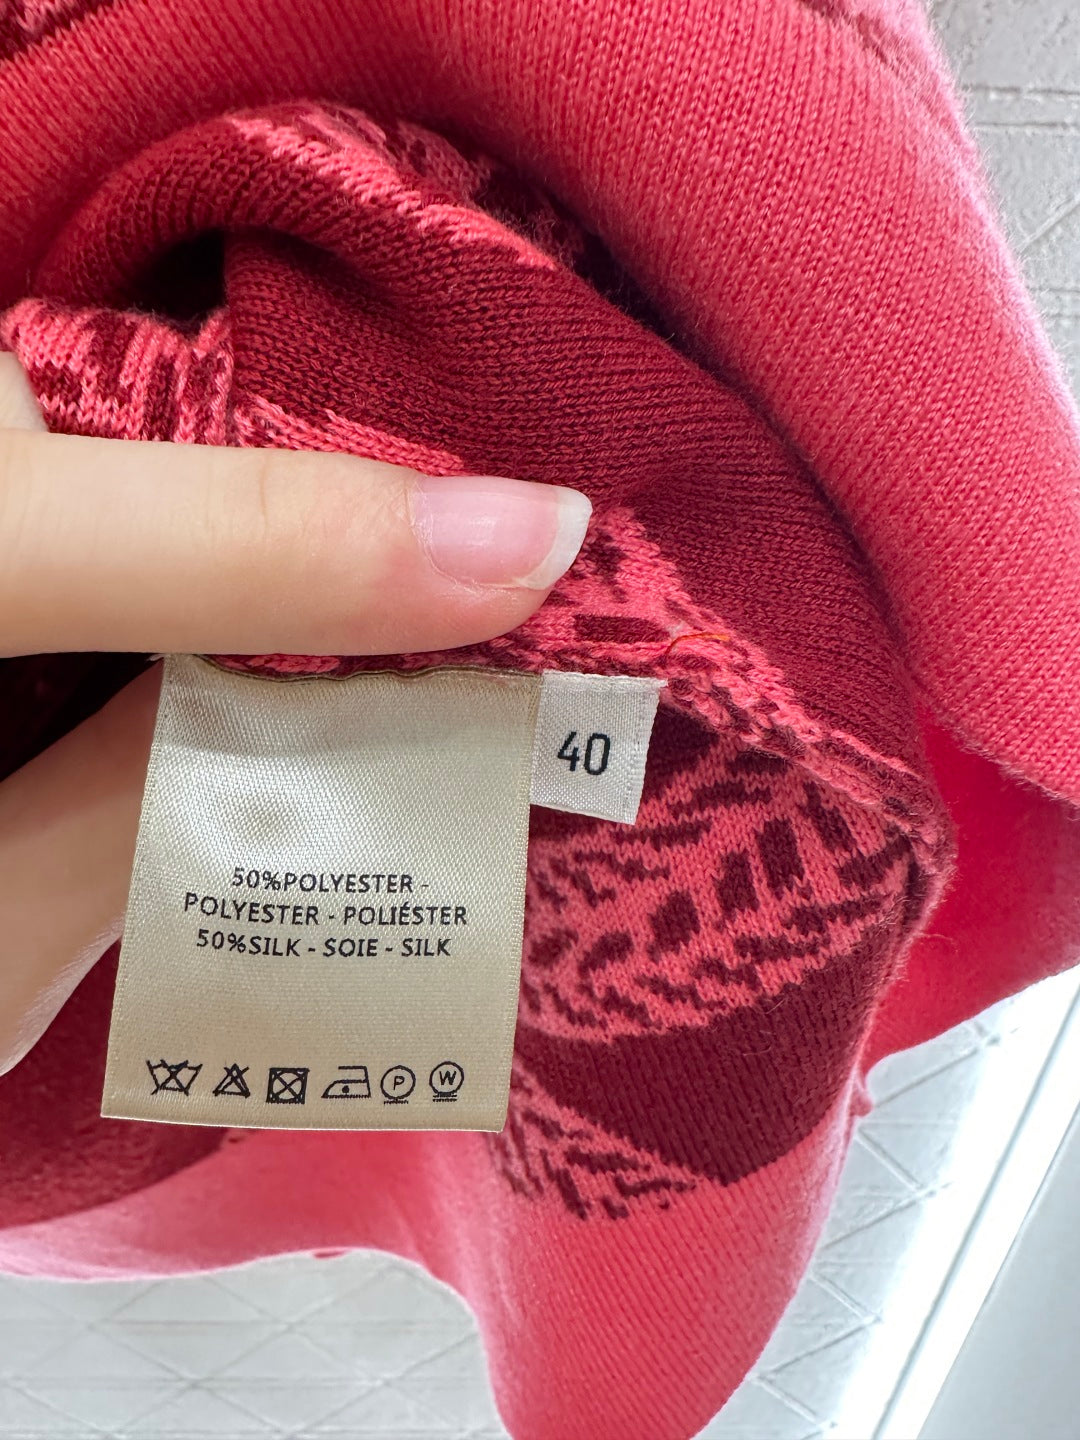 40
50%POLYESTER -
POLYESTER - POLIÉSTER
50%SILK - SOIE - SILK
P W